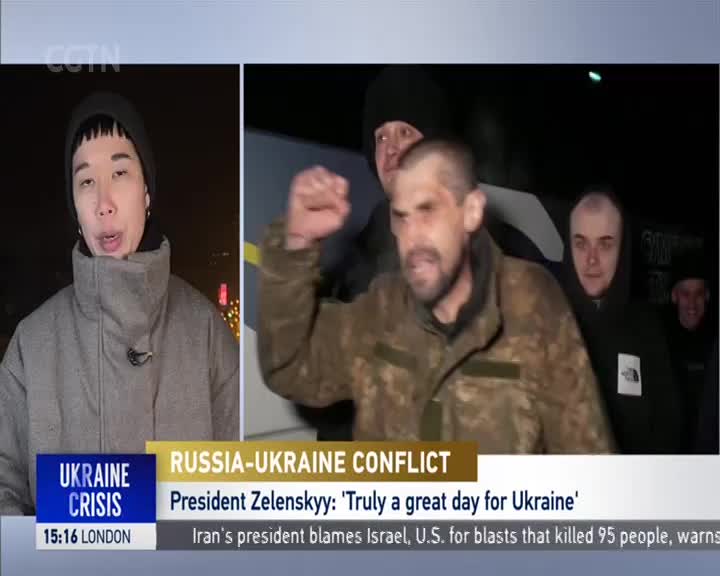 CGTN
THE
NORTH
FACE
RUSSIA-UKRAINE CONFLICT
UKRAINE
CRISIS
President Zelenskyy: 'Truly a great day for Ukraine'
15:16 LONDON
Iran's president blames Israel, U.S. for blasts that killed 95 people, warns